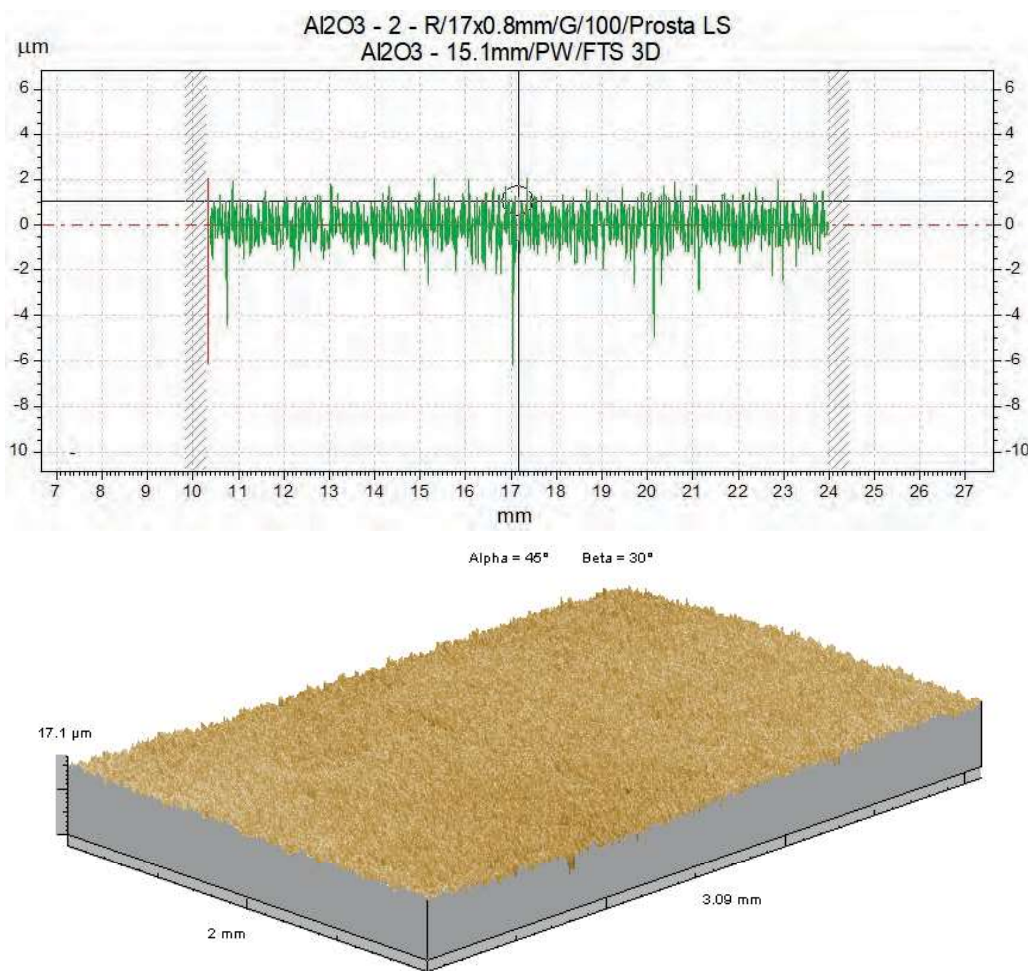 Al2O3 - 2 - R/17x0.8mm/G/100/Prosta LS
Al2O3 - 15.1mm/PW/FTS 3D
µm
6 6
4 4
2 2
0 0
-2 -2
-4 -4
-6 -6
-8 -8
10 -10
7 8 9 10 11 12 13 14 15 16 17 18 19 20 21 22 23 24 25 26 27
mm
Alpha = 45° Beta = 30°
17.1 µm
3.09 mm
2 mm